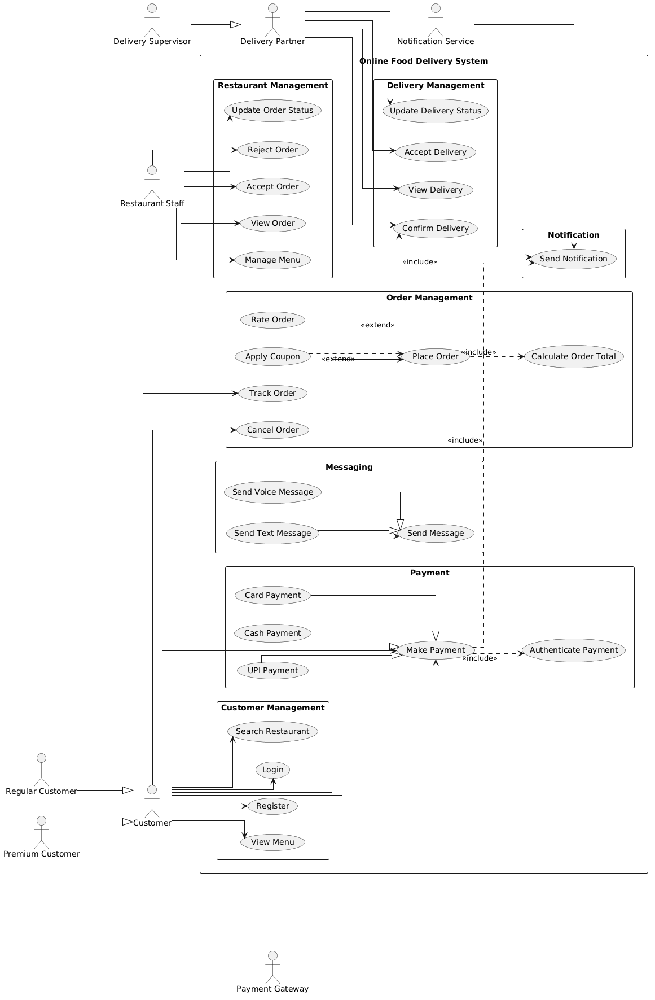 Delivery Supervisor
Delivery Partner
Notification Service
Online Food Delivery System
Restaurant Management
Delivery Management
Update Order Status
Update Delivery Status
Reject Order
Accept Delivery
Accept Order
View Delivery
Restaurant Staff
View Order
Confirm Delivery
Notification
Manage Menu
«include»
Send Notification
Order Management
Rate Order
«extend»
Apply Coupon
«extend»
Place Order
«include»
Calculate Order Total
Track Order
Cancel Order
«include»
Messaging
Send Voice Message
Send Text Message
Send Message
Payment
Card Payment
Cash Payment
Make Payment
Authenticate Payment
«include»
UPI Payment
Customer Management
Search Restaurant
Login
Regular Customer
Register
Customer
View Menu
Premium Customer
Payment Gateway